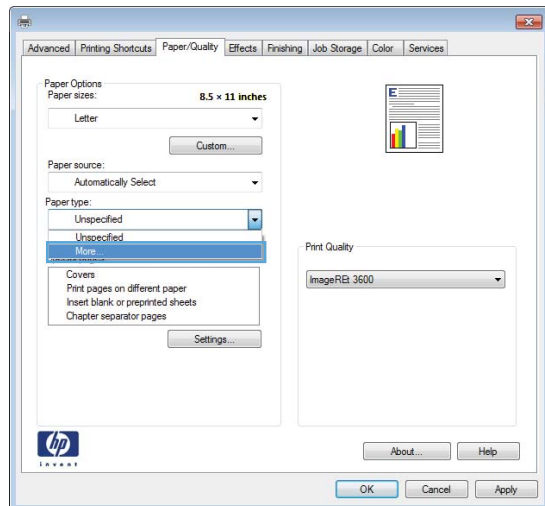 Advanced Printing Shortcuts Paper/Quality Effects Finishing Job Storage Color Services
Paper Options
Paper sizes: 8.5 × 11 inches
Letter
Custom...
Paper source:
Automatically Select
Paper type:
Unspecified
Unspecified
More...
Covers
Print pages on different paper
Insert blank or preprinted sheets
Chapter separator pages
Settings...
E
Print Quality
ImageREt 3600
hp
invent
About... Help
OK Cancel Apply